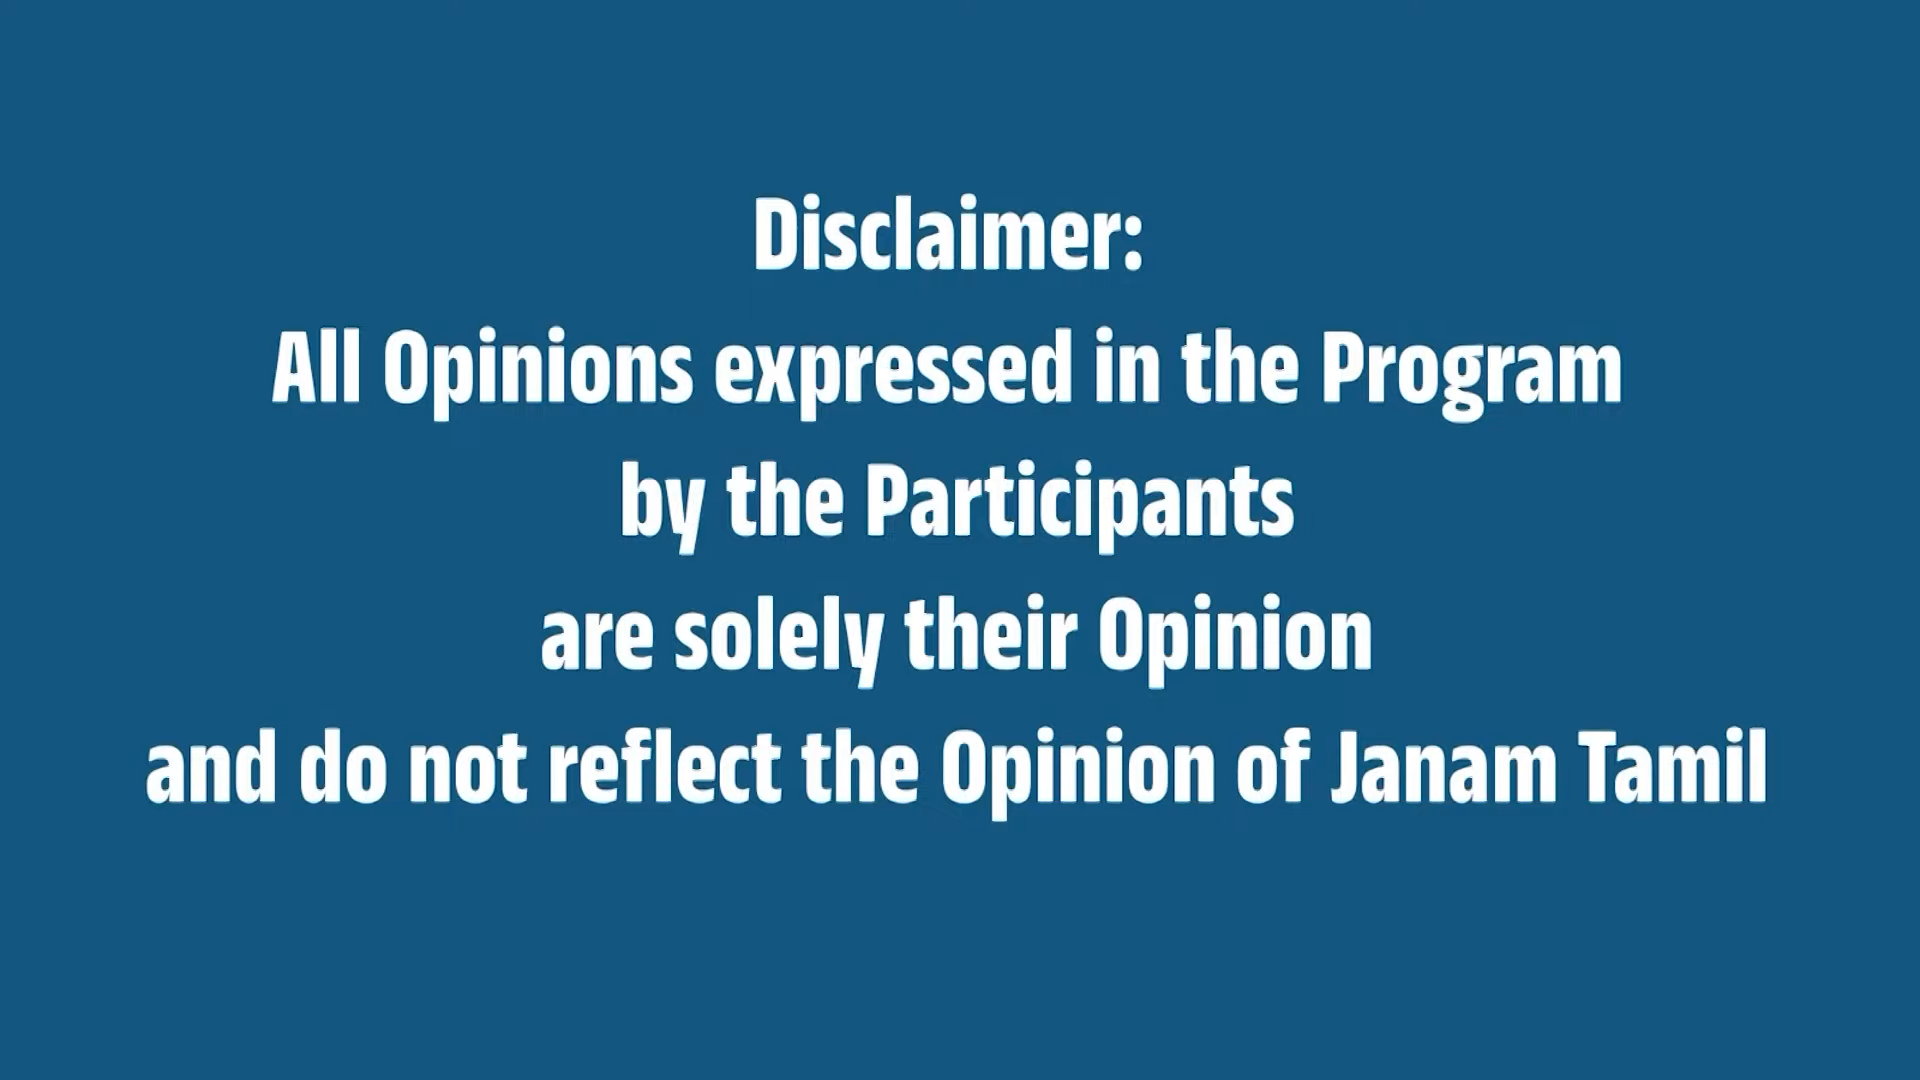 Disclaimer:
All Opinions expressed in the Program
by the Participants
are solely their Opinion
and do not reflect the Opinion of Janam Tamil